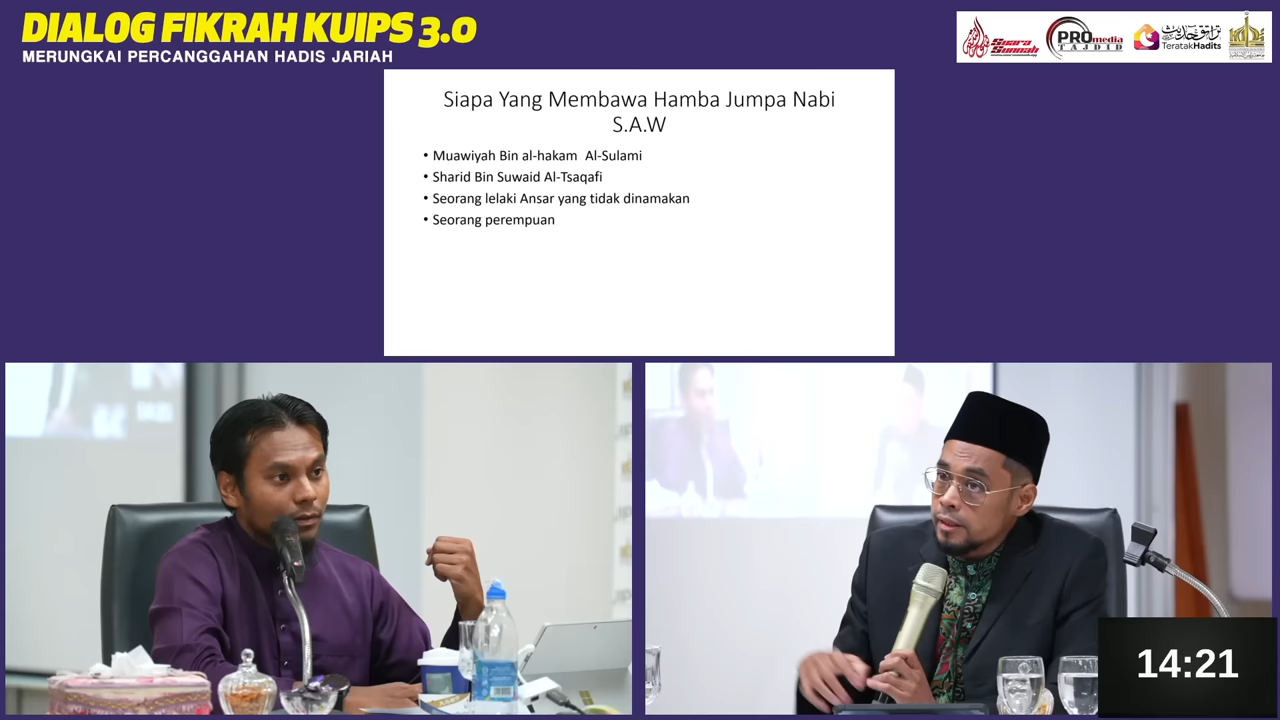 DIALOG FIKRAH KUIPS 3.0
MERUNGKAI PERCANGGAHAN HADIS JARIAH
Suara Sunnah
PROmedia
TAJDID
TeratakHadits
Siapa Yang Membawa Hamba Jumpa Nabi
S.A.W
• Muawiyah Bin al-hakam Al-Sulami
• Sharid Bin Suwaid Al-Tsaqafi
• Seorang lelaki Ansar yang tidak dinamakan
• Seorang perempuan
14:21